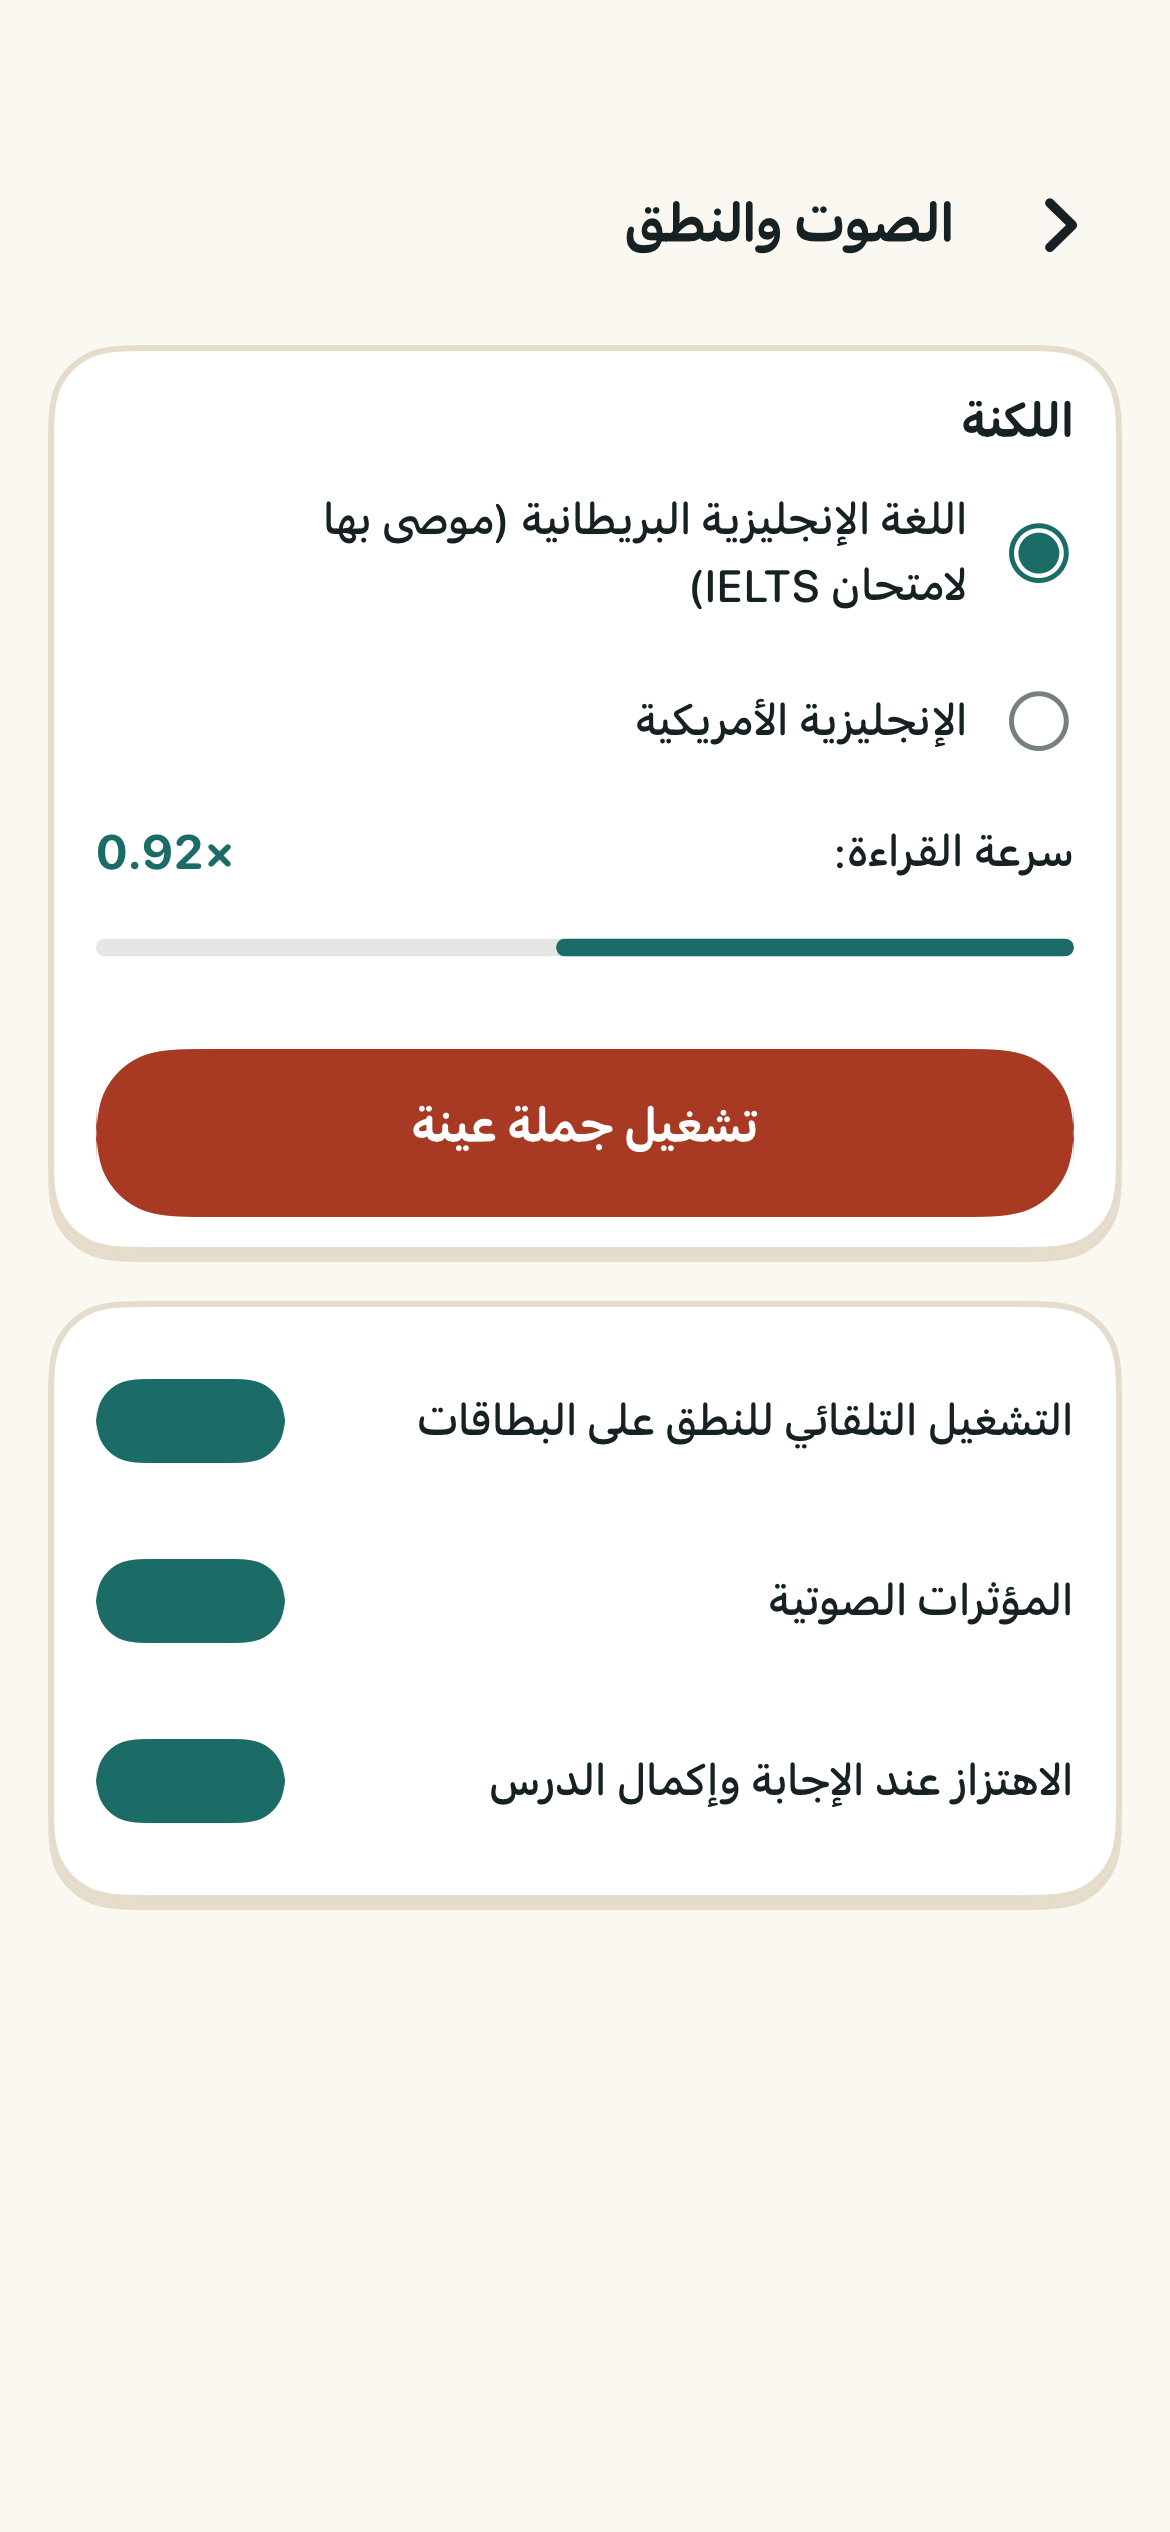 الصوت والنطق
اللكنة
اللغة الإنجليزية البريطانية (موصى بها
لامتحان IELTS)
الإنجليزية الأمريكية
سرعة القراءة:
0.92×
تشغيل جملة عينة
التشغيل التلقائي للنطق على البطاقات
المؤثرات الصوتية
الاهتزاز عند الإجابة وإكمال الدرس